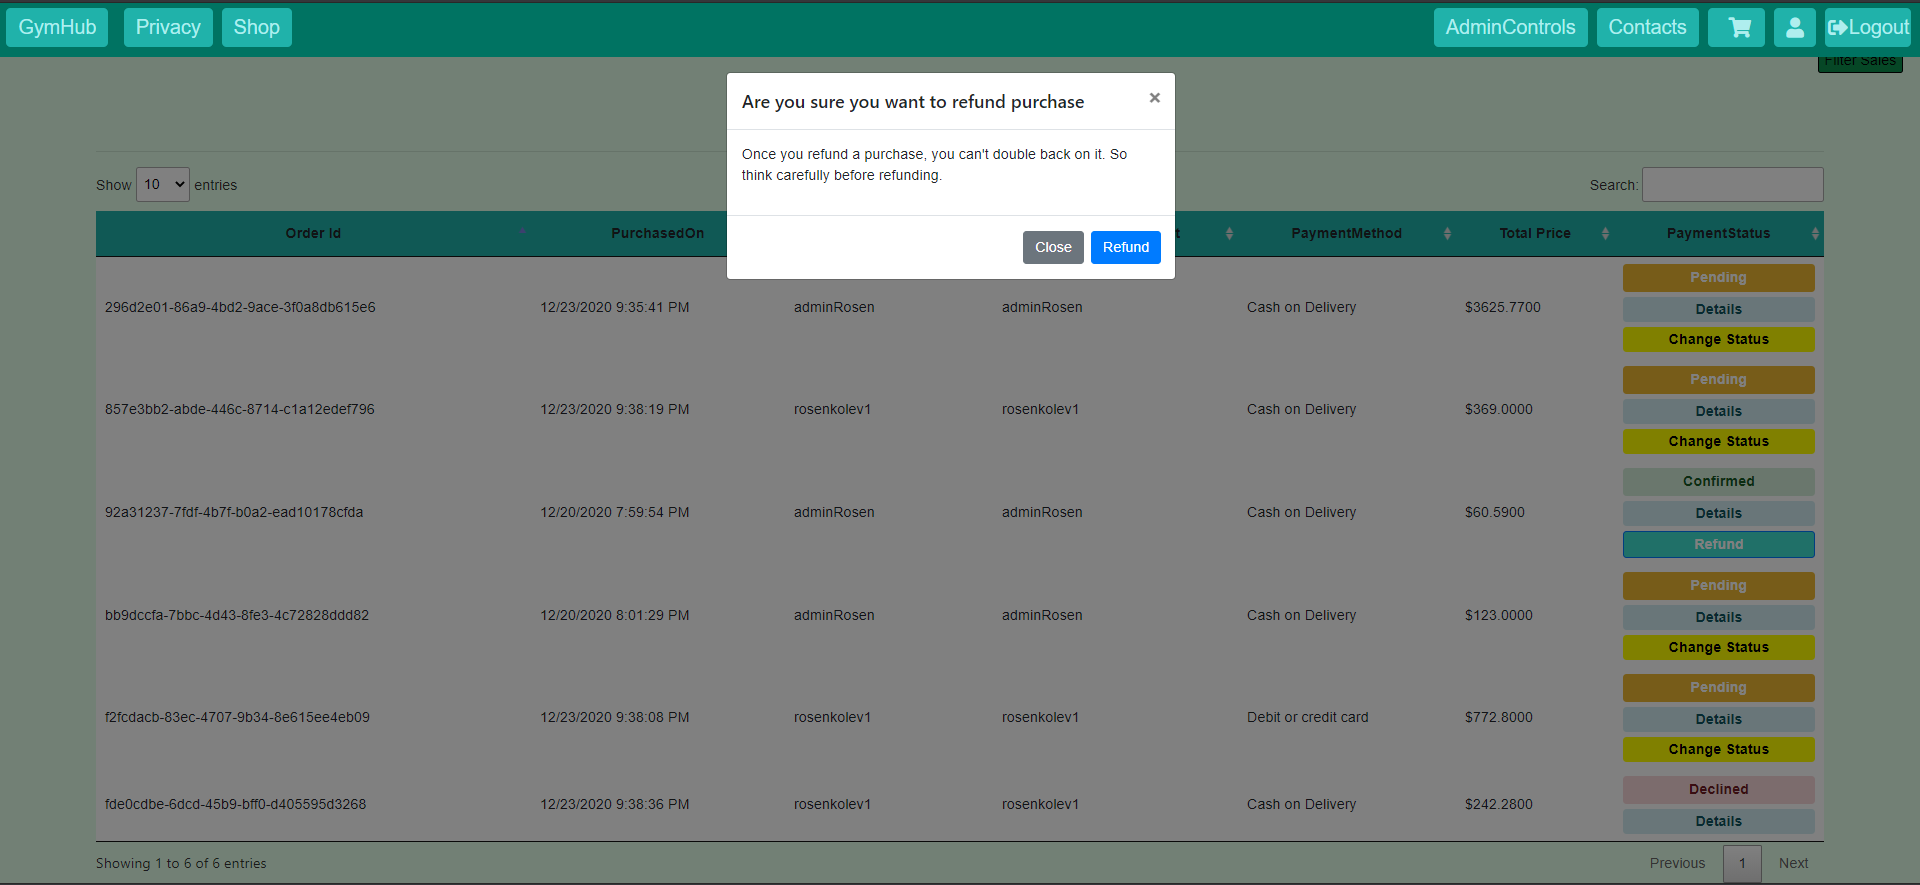 GymHub Privacy Shop AdminControls Contacts Logout
Filter Sales
Are you sure you want to refund purchase ×
Once you refund a purchase, you can't double back on it. So
think carefully before refunding.
Close Refund
Show 10 entries Search:
Order Id PurchasedOn PaymentMethod Total Price PaymentStatus
296d2e01-86a9-4bd2-9ace-3f0a8db615e6 12/23/2020 9:35:41 PM adminRosen adminRosen Cash on Delivery $3625.7700 Pending
Details
Change Status
857e3bb2-abde-446c-8714-c1a12edef796 12/23/2020 9:38:19 PM rosenkolev1 rosenkolev1 Cash on Delivery $369.0000 Pending
Details
Change Status
92a31237-7fdf-4b7f-b0a2-ead10178cfda 12/20/2020 7:59:54 PM adminRosen adminRosen Cash on Delivery $60.5900 Confirmed
Details
Refund
bb9dccfa-7bbc-4d43-8fe3-4c72828ddd82 12/20/2020 8:01:29 PM adminRosen adminRosen Cash on Delivery $123.0000 Pending
Details
Change Status
f2fcdacb-83ec-4707-9b34-8e615ee4eb09 12/23/2020 9:38:08 PM rosenkolev1 rosenkolev1 Debit or credit card $772.8000 Pending
Details
Change Status
fde0cdbe-6dcd-45b9-bff0-d405595d3268 12/23/2020 9:38:36 PM rosenkolev1 rosenkolev1 Cash on Delivery $242.2800 Declined
Details
Showing 1 to 6 of 6 entries Previous 1 Next